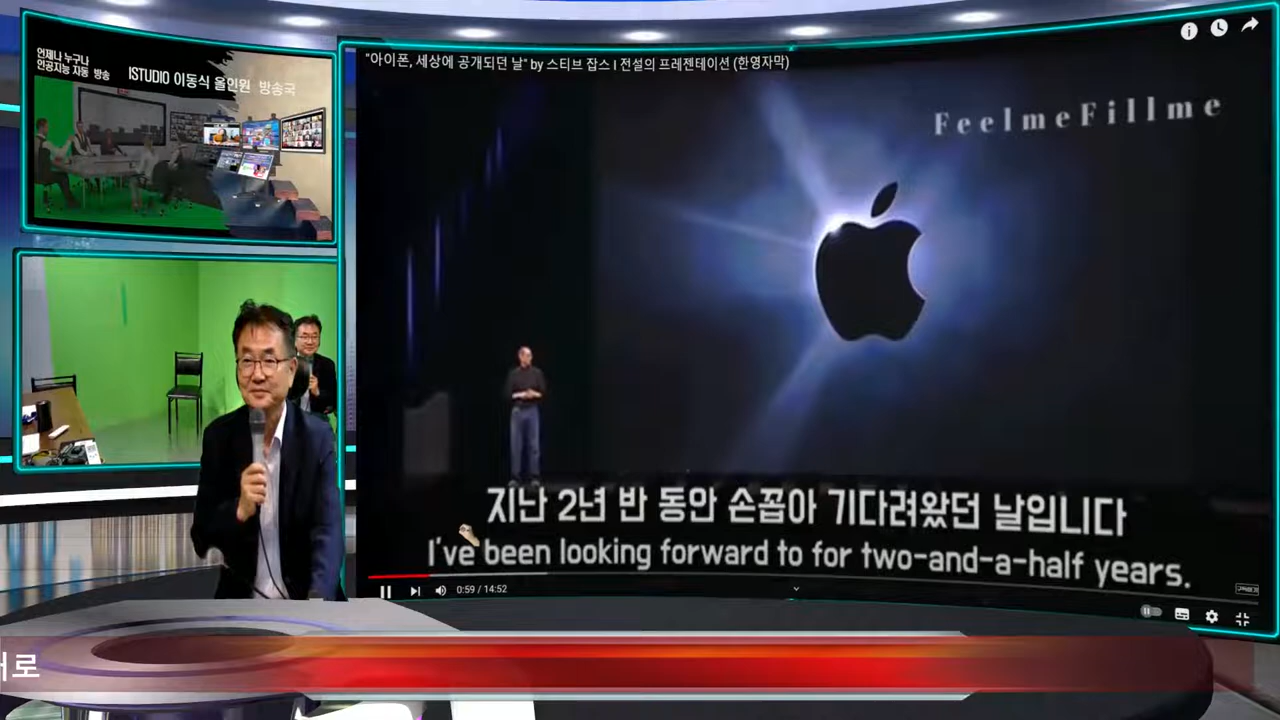 언제나 누구나
인공지능 자동 방송
ISTUDIO 이동식 올인원 방송국
"아이폰, 세상에 공개되던 날" by 스티브 잡스 | 전설의 프레젠테이션 (한영자막)
FeelmeFillme
지난 2년 반 동안 손꼽아 기다려왔던 날입니다
I've been looking forward to for two-and-a-half years.
0:59 / 14:52
로